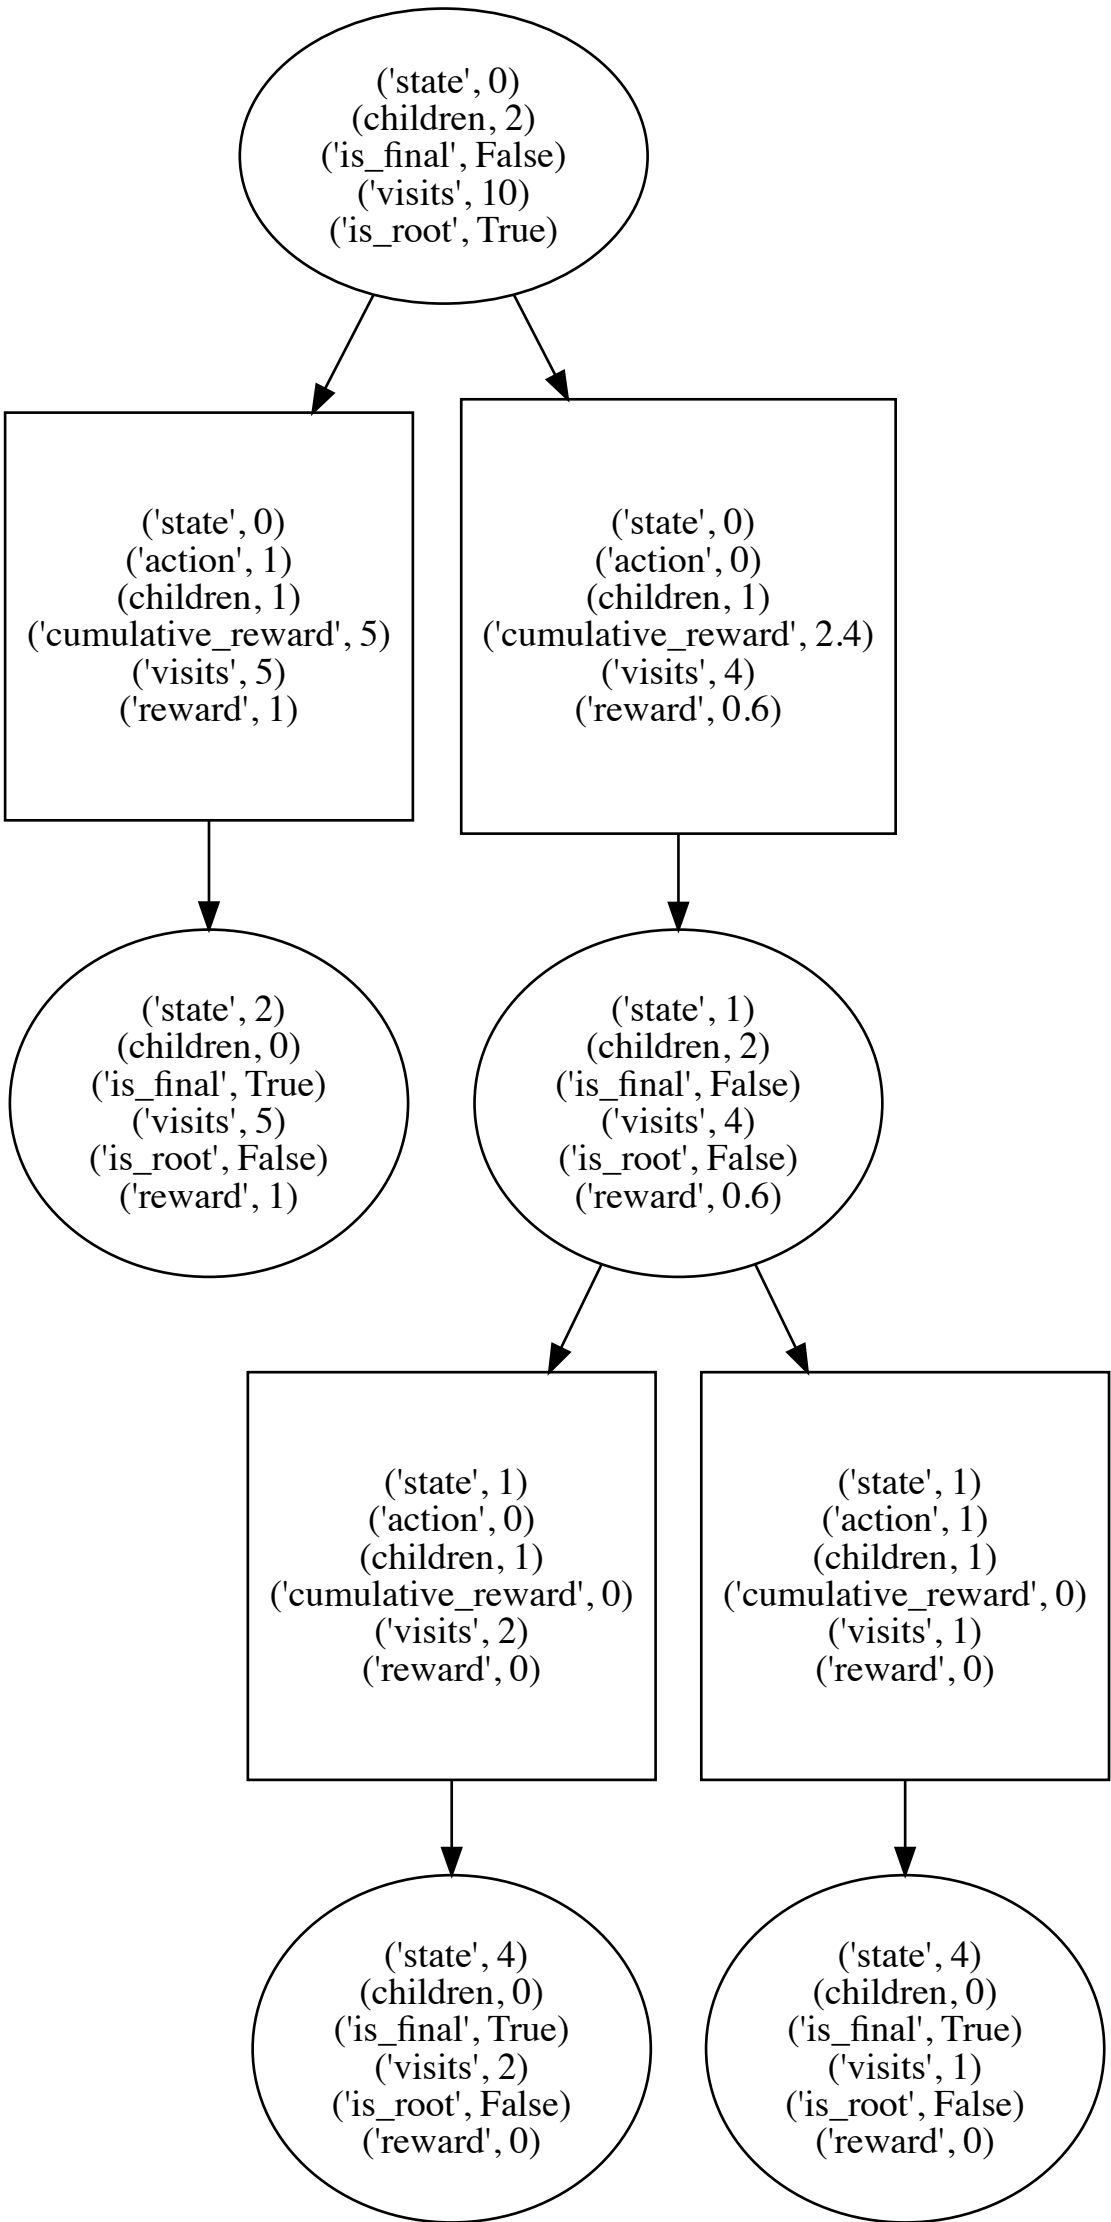 ('state', 0)
(children, 2)
('is_final', False)
('visits', 10)
('is_root', True)
('state', 0)
('action', 1)
(children, 1)
('cumulative_reward', 5)
('visits', 5)
('reward', 1)
('state', 0)
('action', 0)
(children, 1)
('cumulative_reward', 2.4)
('visits', 4)
('reward', 0.6)
('state', 2)
(children, 0)
('is_final', True)
('visits', 5)
('is_root', False)
('reward', 1)
('state', 1)
(children, 2)
('is_final', False)
('visits', 4)
('is_root', False)
('reward', 0.6)
('state', 1)
('action', 0)
(children, 1)
('cumulative_reward', 0)
('visits', 2)
('reward', 0)
('state', 1)
('action', 1)
(children, 1)
('cumulative_reward', 0)
('visits', 1)
('reward', 0)
('state', 4)
(children, 0)
('is_final', True)
('visits', 2)
('is_root', False)
('reward', 0)
('state', 4)
(children, 0)
('is_final', True)
('visits', 1)
('is_root', False)
('reward', 0)